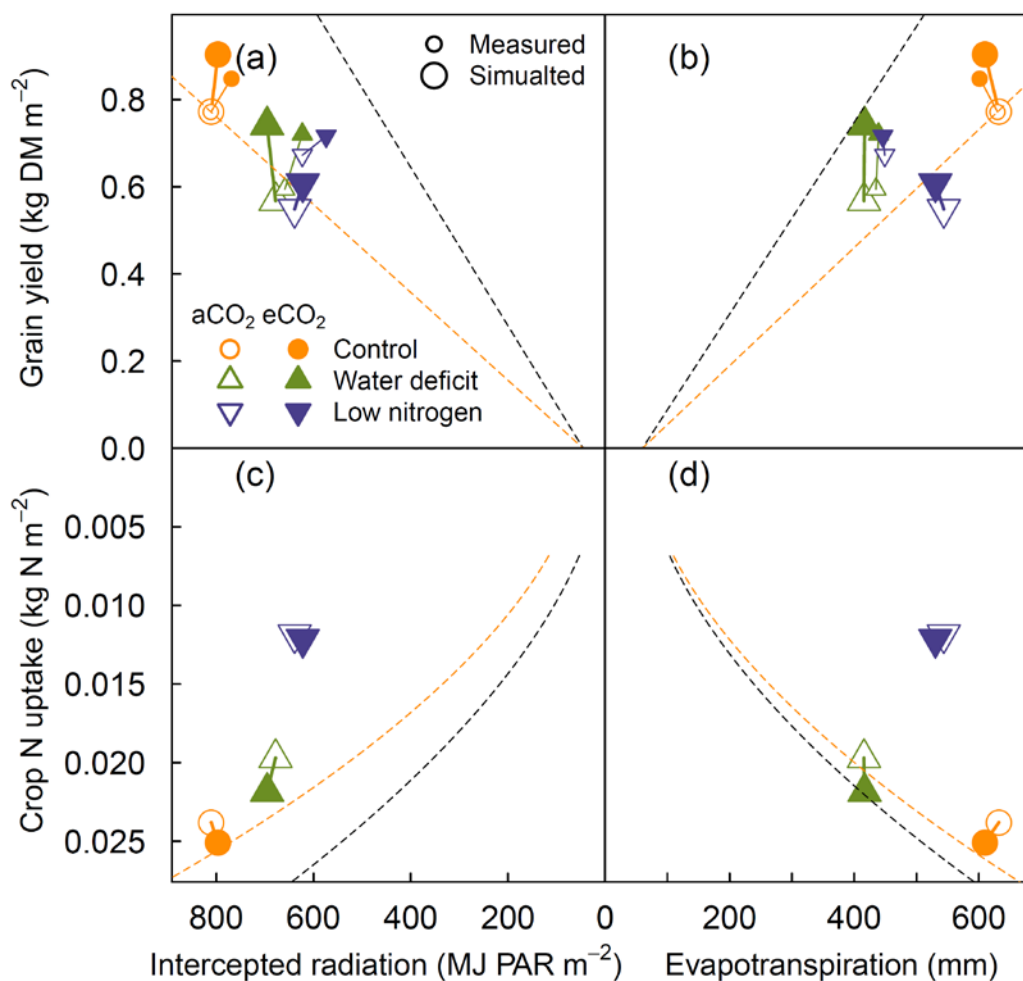 (a)
Measured
Simualted
(b)
Grain yield (kg DM m⁻²)
0.8
0.6
0.4
0.2
0.0
aCO₂ eCO₂
Control
Water deficit
Low nitrogen
(c)
(d)
Crop N uptake (kg N m⁻²)
0.005
0.010
0.015
0.020
0.025
800 600 400 200 0 200 400 600
Intercepted radiation (MJ PAR m⁻²)
Evapotranspiration (mm)